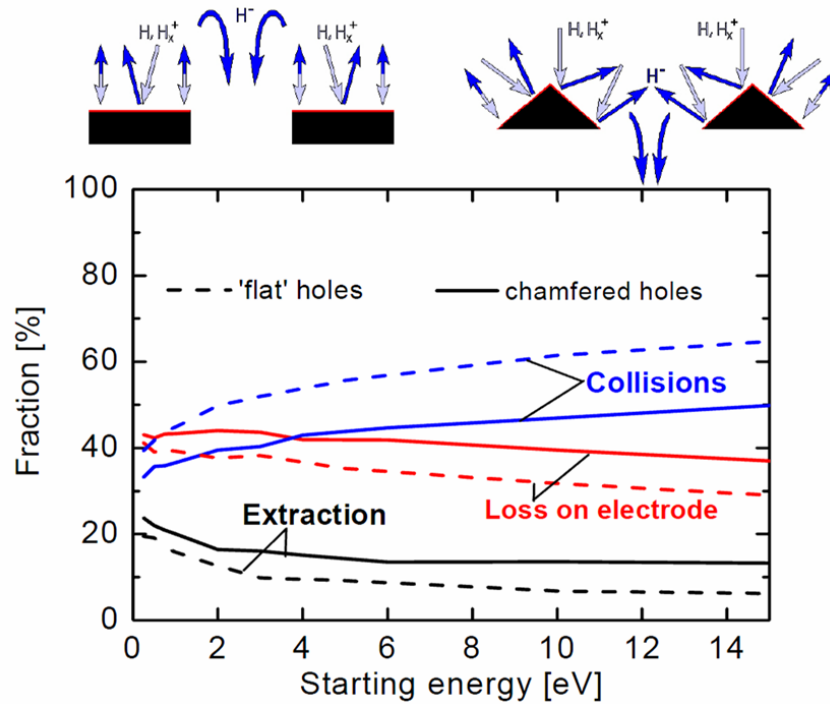 H⁻
H, Hₓ⁺ H, Hₓ⁺
H, Hₓ⁺ H⁻ H, Hₓ⁺
100
80
60
40
20
0
Fraction [%]
'flat' holes chamfered holes
Collisions
Loss on electrode
Extraction
0 2 4 6 8 10 12 14
Starting energy [eV]